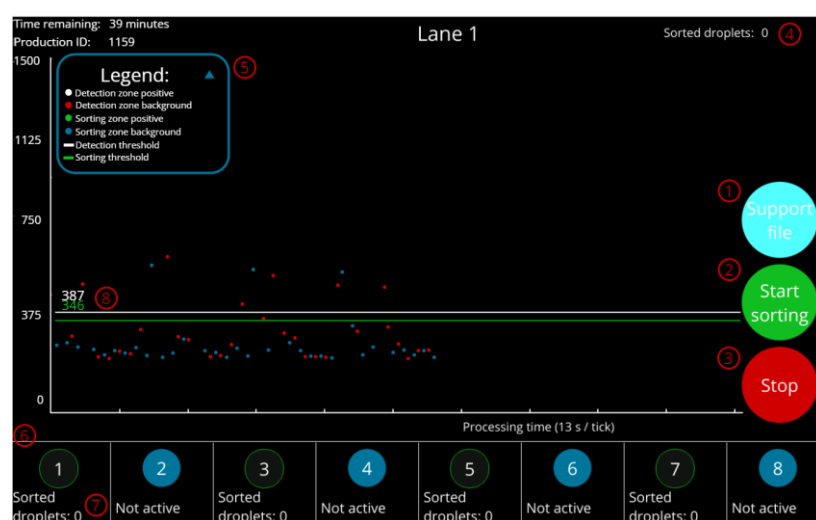 Time remaining: 39 minutes
Production ID: 1159
Lane 1
Sorted droplets: 0
4
1500
Legend:
5
Detection zone positive
Detection zone background
Sorting zone positive
Sorting zone background
Detection threshold
Sorting threshold
1125
1
Support file
750
2
387
346
8
Start sorting
375
3
Stop
0
Processing time (13 s / tick)
6
1
2
3
4
5
6
7
8
Sorted droplets: 0
7
Not active
Sorted droplets: 0
Not active
Sorted droplets: 0
Not active
Sorted droplets: 0
Not active